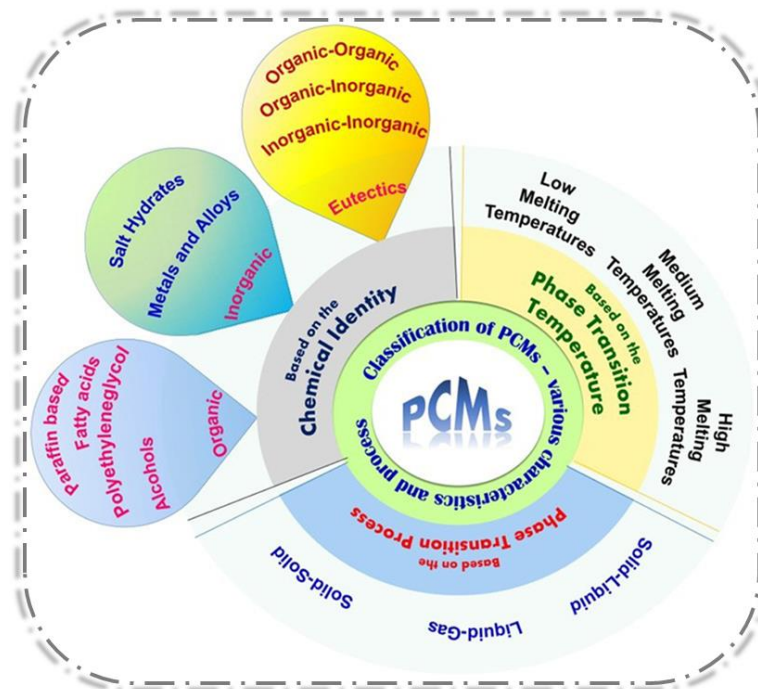 Organic-Organic
Organic-Inorganic
Inorganic-Inorganic
Eutectics
Salt Hydrates
Metals and Alloys
Inorganic
Paraffin based
Fatty acids
Polyethyleneglycol
Alcohols
Organic
Based on the
Chemical Identity
Low
Melting
Temperatures
Medium
Melting
Temperatures
High
Melting
Temperatures
Based on the
Phase Transition
Temperature
Classification of PCMs – various characteristics and process
PCMs
Based on the
Phase Transition Process
Solid-Solid
Liquid-Gas
Solid-Liquid